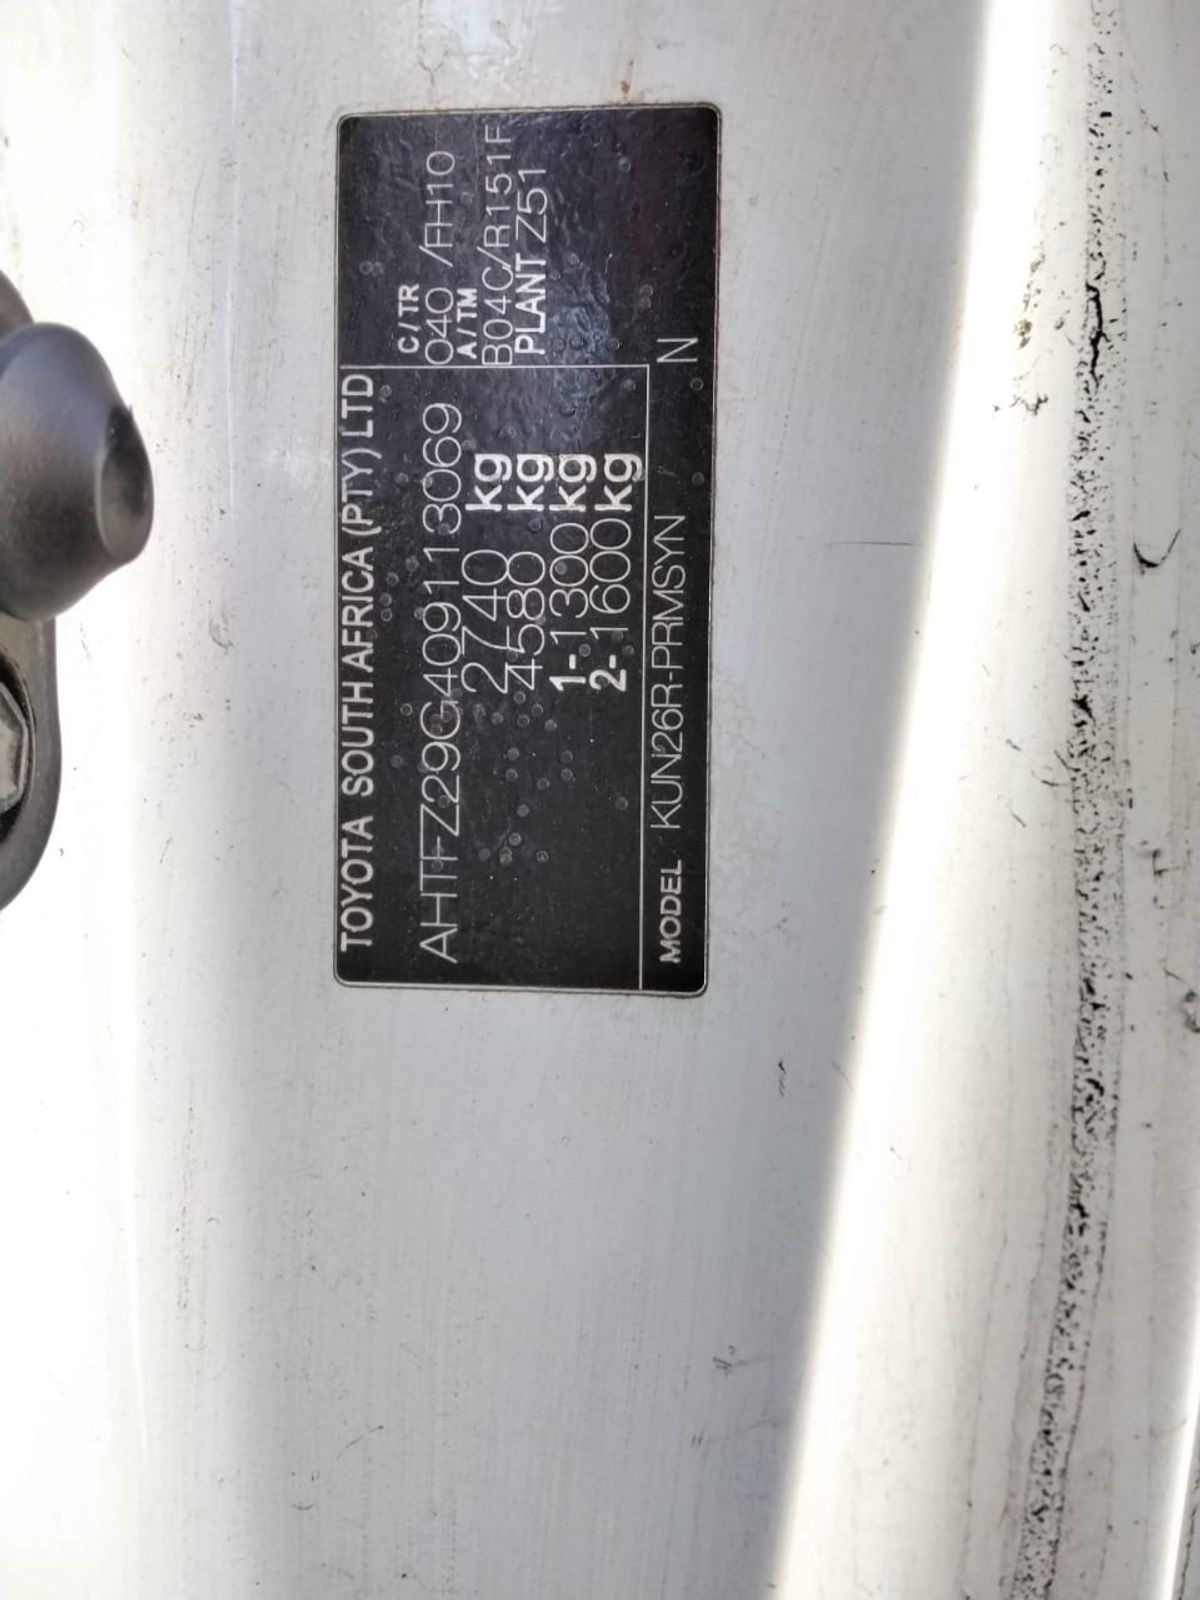 TOYOTA SOUTH AFRICA (PTY) LTD
AHTFZ29G409113069
2740 kg
4580 kg
1- 1300 kg
2- 1600 kg
C/TR
040 /FH10
A/TM
B04C/R151F
PLANT Z51
MODEL KUN26R-PRMSYN N